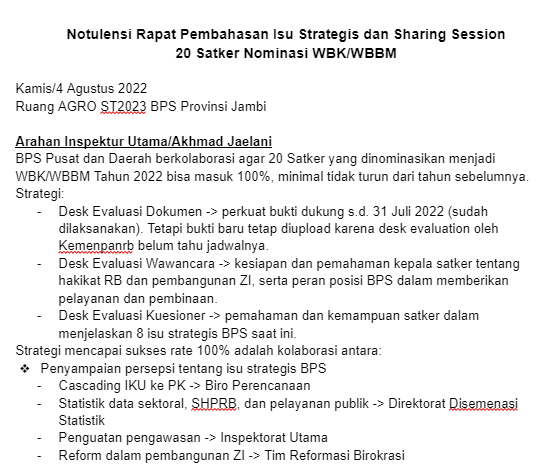 Notulensi Rapat Pembahasan Isu Strategis dan Sharing Session
20 Satker Nominasi WBK/WBBM
Kamis/4 Agustus 2022
Ruang AGRO ST2023 BPS Provinsi Jambi
Arahan Inspektur Utama/Akhmad Jaelani
BPS Pusat dan Daerah berkolaborasi agar 20 Satker yang dinominasikan menjadi
WBK/WBBM Tahun 2022 bisa masuk 100%, minimal tidak turun dari tahun sebelumnya.
Strategi:
- Desk Evaluasi Dokumen -> perkuat bukti dukung s.d. 31 Juli 2022 (sudah
dilaksanakan). Tetapi bukti baru tetap diupload karena desk evaluation oleh
Kemenpanrb belum tahu jadwalnya.
- Desk Evaluasi Wawancara -> kesiapan dan pemahaman kepala satker tentang
hakikat RB dan pembangunan ZI, serta peran posisi BPS dalam memberikan
pelayanan dan pembinaan.
- Desk Evaluasi Kuesioner -> pemahaman dan kemampuan satker dalam
menjelaskan 8 isu strategis BPS saat ini.
Strategi mencapai sukses rate 100% adalah kolaborasi antara:
❖ Penyampaian persepsi tentang isu strategis BPS
- Cascading IKU ke PK -> Biro Perencanaan
- Statistik data sektoral, SHPRB, dan pelayanan publik -> Direktorat Disemenasi
Statistik
- Penguatan pengawasan -> Inspektorat Utama
- Reform dalam pembangunan ZI -> Tim Reformasi Birokrasi